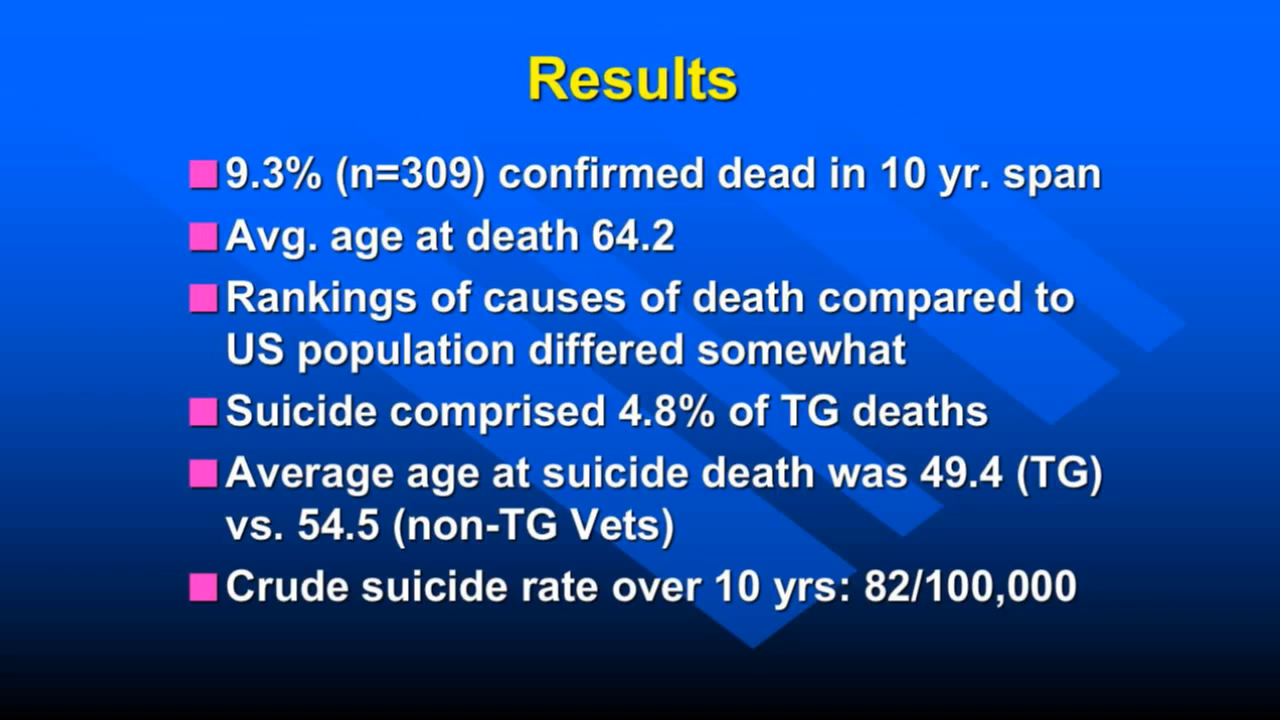 Results
9.3% (n=309) confirmed dead in 10 yr. span
Avg. age at death 64.2
Rankings of causes of death compared to
US population differed somewhat
Suicide comprised 4.8% of TG deaths
Average age at suicide death was 49.4 (TG)
vs. 54.5 (non-TG Vets)
Crude suicide rate over 10 yrs: 82/100,000